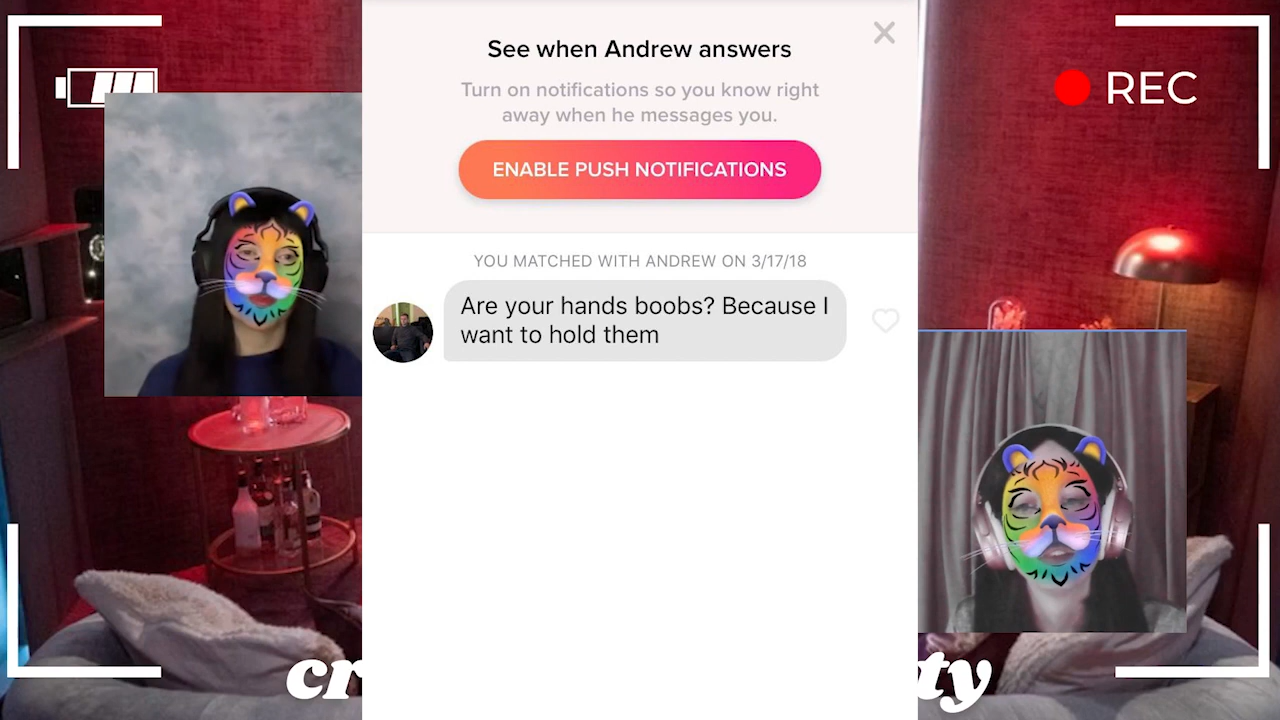 See when Andrew answers
Turn on notifications so you know right
away when he messages you.
ENABLE PUSH NOTIFICATIONS
REC
YOU MATCHED WITH ANDREW ON 3/17/18
Are your hands boobs? Because I
want to hold them